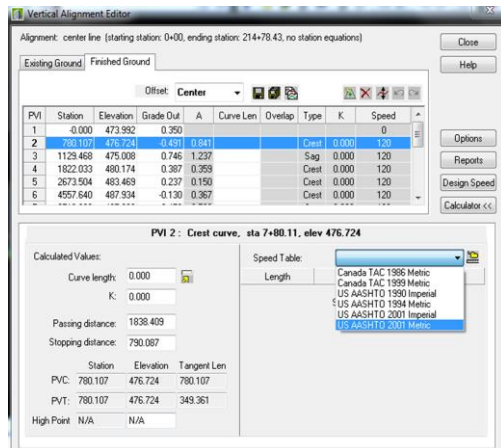 Vertical Alignment Editor
Alignment: center line (starting station: 0+00, ending station: 214+78.43, no station equations)
Close
Existing Ground Finished Ground
Help
Offset: Center
PVI Station Elevation Grade Out A Curve Len Overlap Type K Speed
1 -0.000 473.992 0.350 0
2 780.107 476.724 -0.491 0.841 Crest 0.000 120
3 1129.468 475.008 0.746 1.237 Sag 0.000 120
4 1822.033 480.174 0.387 0.359 Crest 0.000 120
5 2673.504 483.469 0.237 0.150 Crest 0.000 120
6 4557.640 487.934 -0.130 0.367 Crest 0.000 120
Options
Reports
Design Speed
Calculator <<
PVI 2 : Crest curve, sta 7+80.11, elev 476.724
Calculated Values:
Curve length: 0.000
K: 0.000
Passing distance: 1838.409
Stopping distance: 790.087
Station Elevation Tangent Len
PVC: 780.107 476.724 780.107
PVT: 780.107 476.724 349.361
High Point N/A N/A
Speed Table:
Length
Canada TAC 1986 Metric
Canada TAC 1999 Metric
US AASHTO 1990 Imperial
US AASHTO 1994 Metric
US AASHTO 2001 Imperial
US AASHTO 2001 Metric